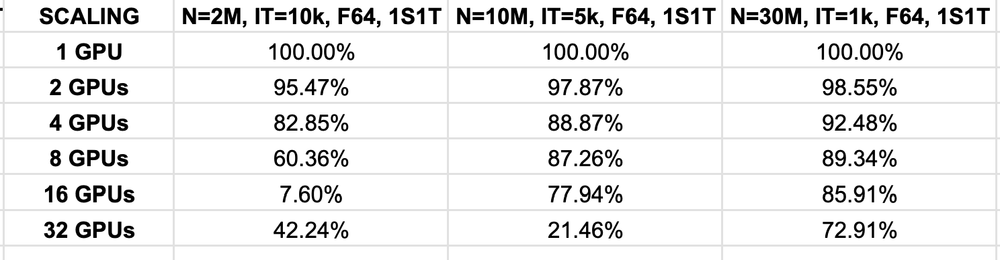 SCALING N=2M, IT=10k, F64, 1S1T N=10M, IT=5k, F64, 1S1T N=30M, IT=1k, F64, 1S1T
1 GPU 100.00% 100.00% 100.00%
2 GPUs 95.47% 97.87% 98.55%
4 GPUs 82.85% 88.87% 92.48%
8 GPUs 60.36% 87.26% 89.34%
16 GPUs 7.60% 77.94% 85.91%
32 GPUs 42.24% 21.46% 72.91%